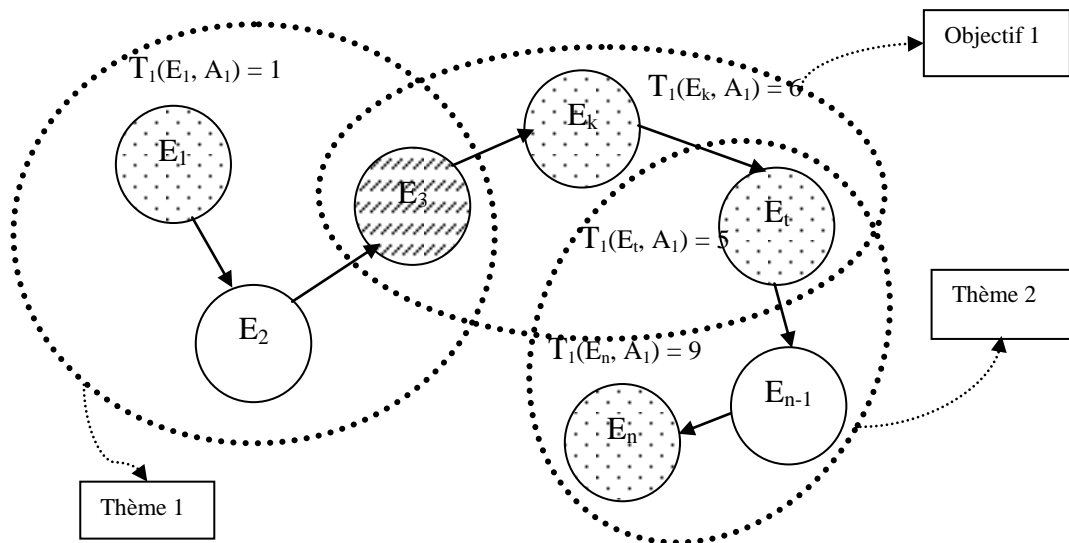 Objectif 1
T₁(E₁, A₁) = 1
T₁(Eₖ, A₁) = 6
Eₖ
E₁
E₃
Eₜ
T₁(Eₜ, A₁) = 5
Thème 2
E₂
T₁(Eₙ, A₁) = 9
Eₙ₋₁
Eₙ
Thème 1